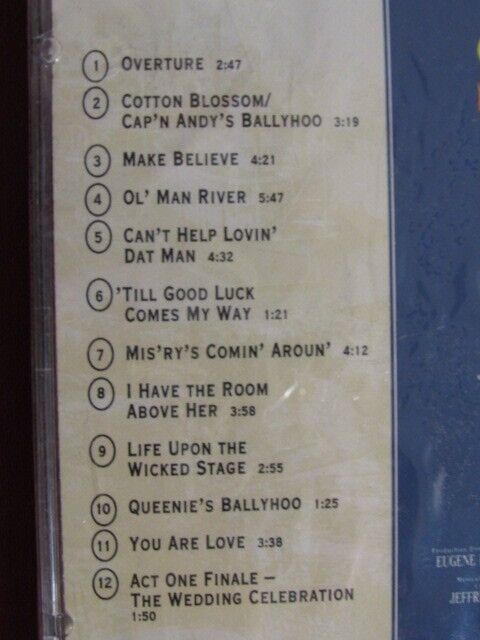 1 OVERTURE 2:47
2 COTTON BLOSSOM/
CAP'N ANDY'S BALLYHOO 3:19
3 MAKE BELIEVE 4:21
4 OL' MAN RIVER 5:47
5 CAN'T HELP LOVIN'
DAT MAN 4:32
6 'TILL GOOD LUCK
COMES MY WAY 1:21
7 MIS'RY'S COMIN' AROUN' 4:12
8 I HAVE THE ROOM
ABOVE HER 3:58
9 LIFE UPON THE
WICKED STAGE 2:55
10 QUEENIE'S BALLYHOO 1:25
11 YOU ARE LOVE 3:38
12 ACT ONE FINALE –
THE WEDDING CELEBRATION
1:50
Production
EUGENE
JEFFR